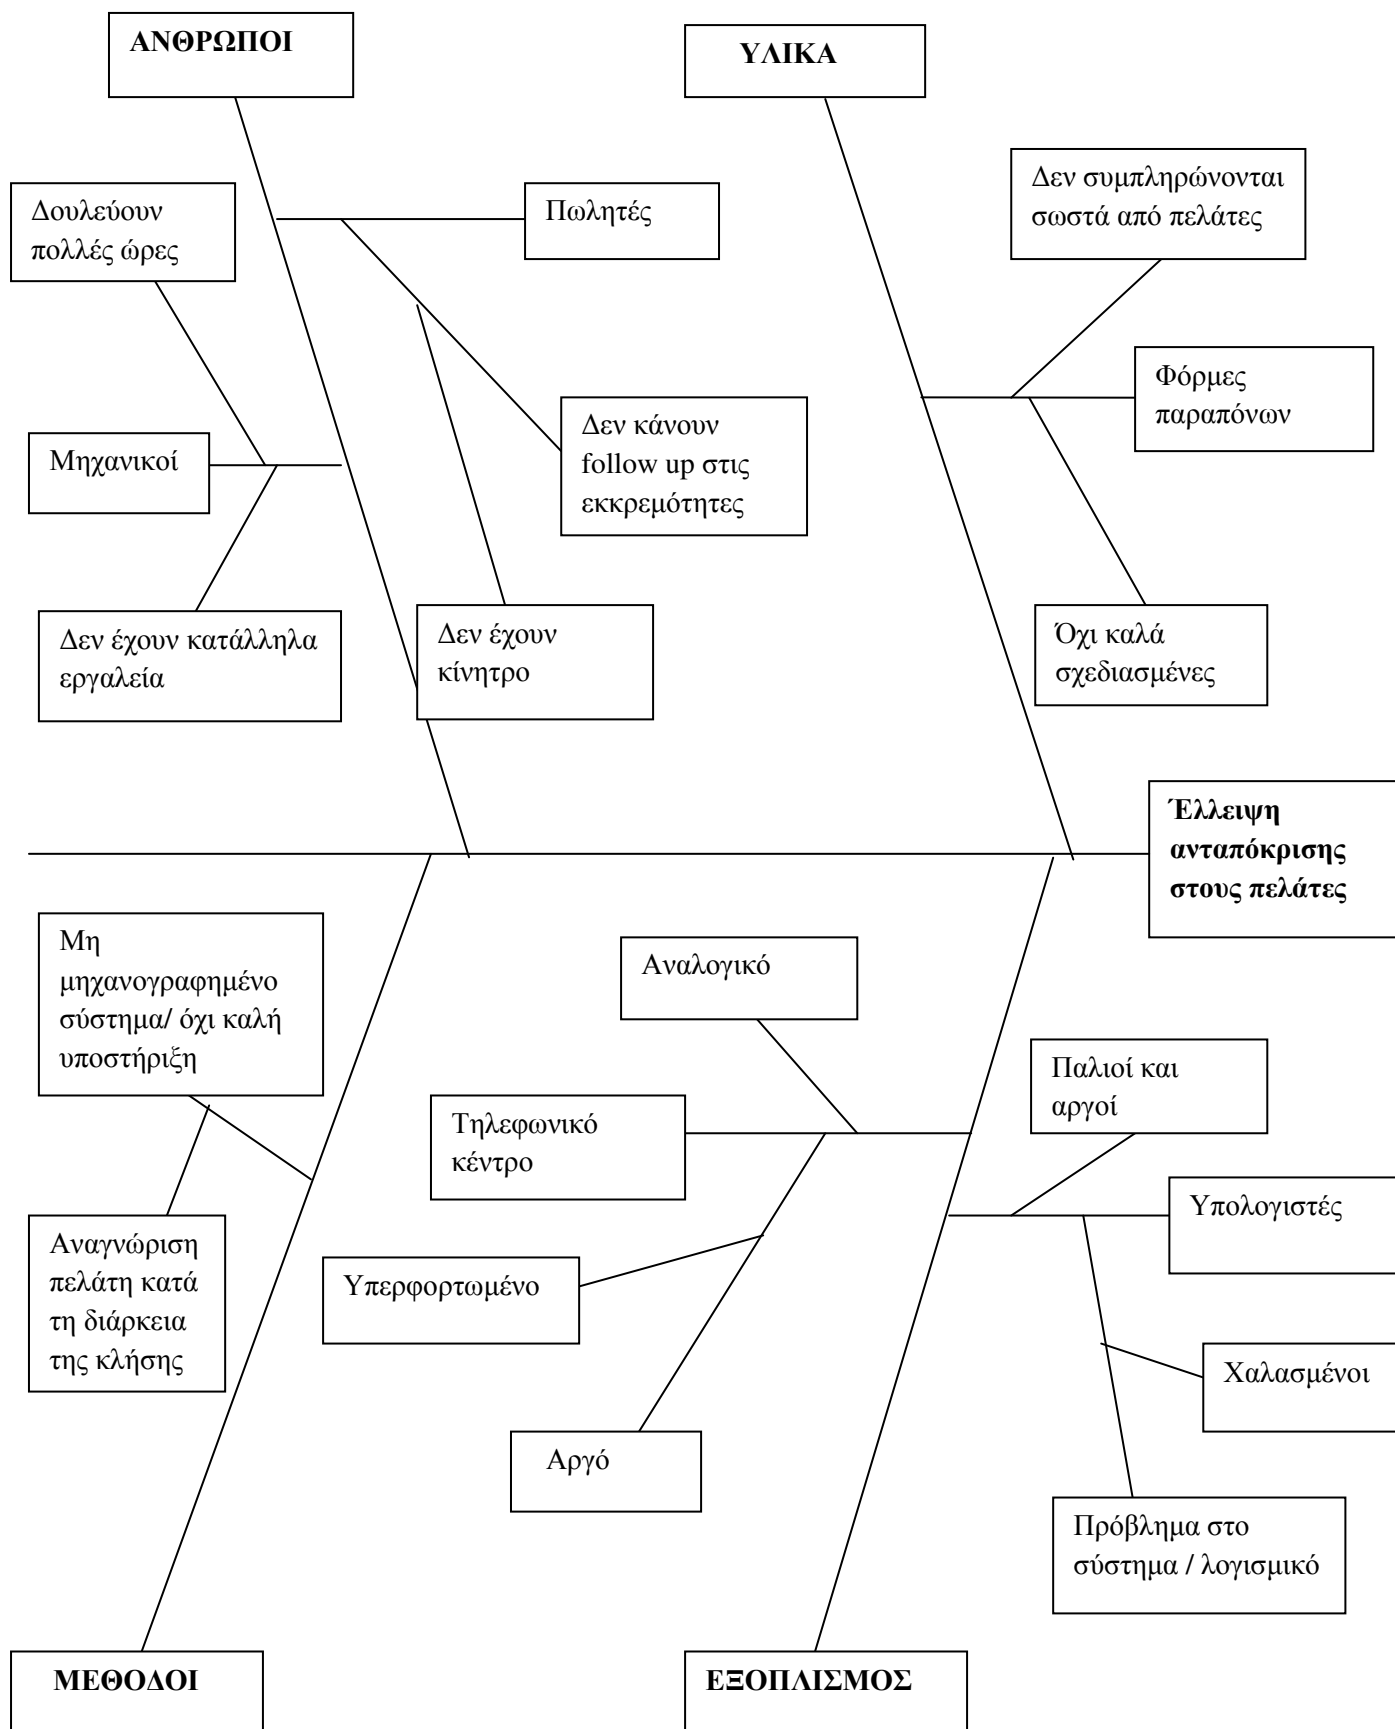 ΑΝΘΡΩΠΟΙ
ΥΛΙΚΑ
Δεν συμπληρώνονται
σωστά από πελάτες
Δουλεύουν
πολλές ώρες
Πωλητές
Φόρμες
παραπόνων
Δεν κάνουν
follow up στις
εκκρεμότητες
Μηχανικοί
Δεν έχουν κατάλληλα
εργαλεία
Δεν έχουν
κίνητρο
Όχι καλά
σχεδιασμένες
Έλλειψη
ανταπόκρισης
στους πελάτες
Μη
μηχανογραφημένο
σύστημα/ όχι καλή
υποστήριξη
Αναλογικό
Παλιοί και
αργοί
Τηλεφωνικό
κέντρο
Υπολογιστές
Αναγνώριση
πελάτη κατά
τη διάρκεια
της κλήσης
Υπερφορτωμένο
Χαλασμένοι
Αργό
Πρόβλημα στο
σύστημα / λογισμικό
ΜΕΘΟΔΟΙ
ΕΞΟΠΛΙΣΜΟΣ